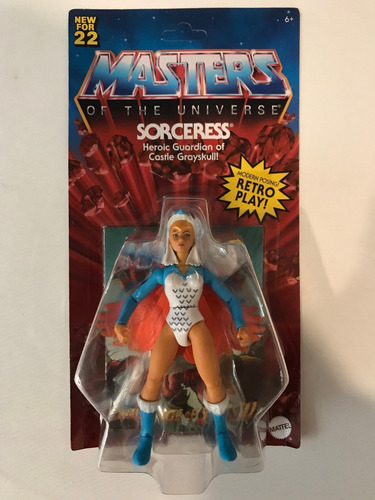 NEW
FOR
22
6+
MASTERS
OF THE UNIVERSE®
SORCERESS®
Heroic Guardian of
Castle Grayskull!
MODERN POSING!
RETRO
PLAY!
MATTEL